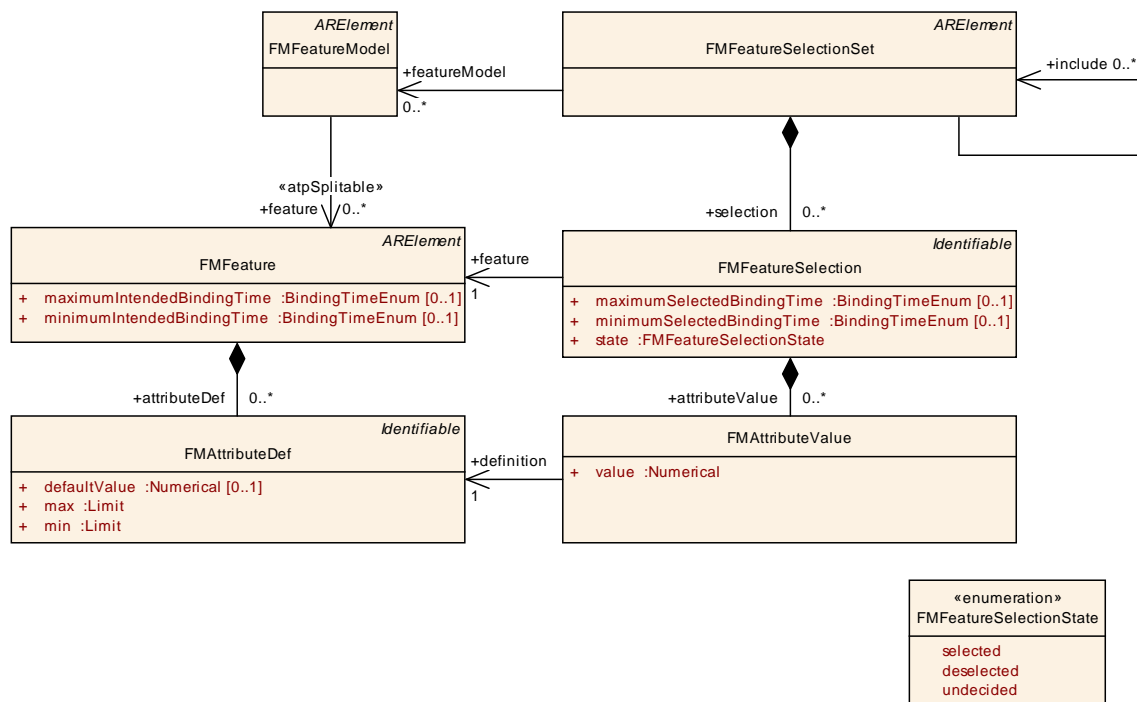 ARElement
FMFeatureModel
ARElement
FMFeatureSelectionSet
+featureModel
0..*
+include 0..*
«atpSplitable»
+feature 0..*
+selection 0..*
ARElement
FMFeature
+ maximumIntendedBindingTime :BindingTimeEnum [0..1]
+ minimumIntendedBindingTime :BindingTimeEnum [0..1]
+feature
1
Identifiable
FMFeatureSelection
+ maximumSelectedBindingTime :BindingTimeEnum [0..1]
+ minimumSelectedBindingTime :BindingTimeEnum [0..1]
+ state :FMFeatureSelectionState
+attributeDef 0..*
+attributeValue 0..*
Identifiable
FMAttributeDef
+ defaultValue :Numerical [0..1]
+ max :Limit
+ min :Limit
+definition
1
FMAttributeValue
+ value :Numerical
«enumeration»
FMFeatureSelectionState
selected
deselected
undecided